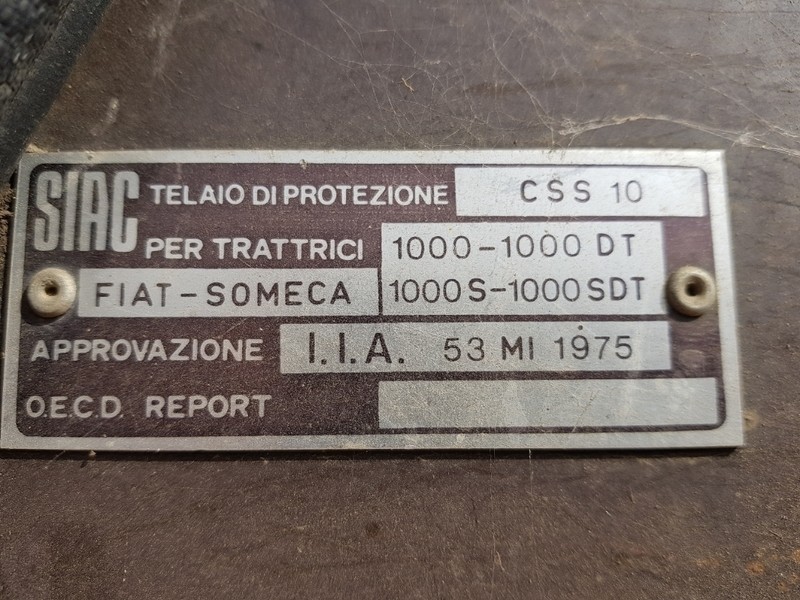 SIAC TELAIO DI PROTEZIONE CSS 10
PER TRATTRICI 1000-1000 DT
FIAT-SOMECA 1000S-1000SDT
APPROVAZIONE I.I.A. 53 MI 1975
O.E.C.D. REPORT